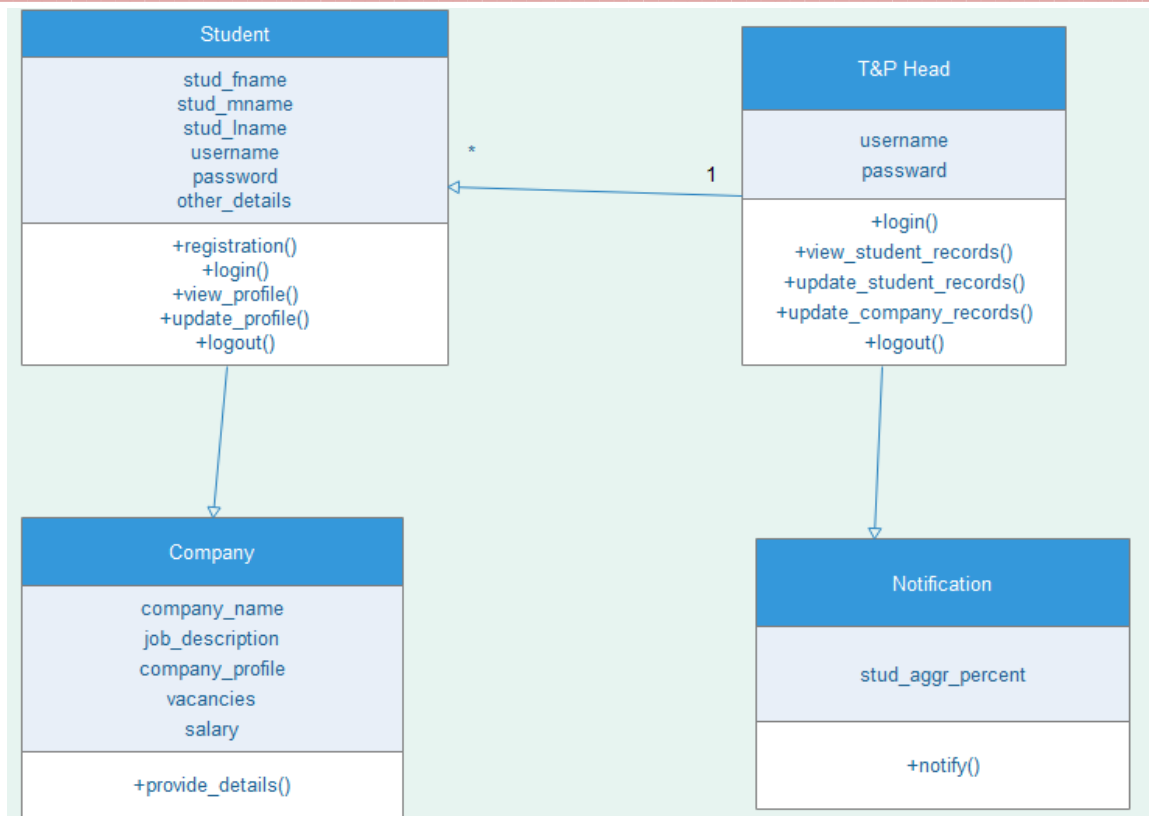 Student
stud_fname
stud_mname
stud_lname
username
password
other_details
+registration()
+login()
+view_profile()
+update_profile()
+logout()
*
1
T&P Head
username
passward
+login()
+view_student_records()
+update_student_records()
+update_company_records()
+logout()
Company
company_name
job_description
company_profile
vacancies
salary
+provide_details()
Notification
stud_aggr_percent
+notify()